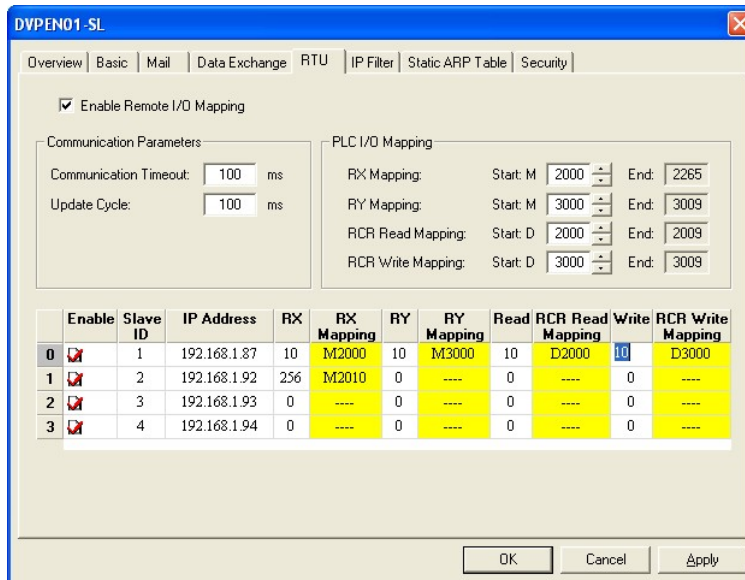 DVPEN01-SL
Overview Basic Mail Data Exchange RTU IP Filter Static ARP Table Security
Enable Remote I/O Mapping
Communication Parameters
Communication Timeout: 100 ms
Update Cycle: 100 ms
PLC I/O Mapping
RX Mapping: Start: M 2000 End: 2265
RY Mapping: Start: M 3000 End: 3009
RCR Read Mapping: Start: D 2000 End: 2009
RCR Write Mapping: Start: D 3000 End: 3009
Enable Slave ID IP Address RX RX Mapping RY RY Mapping Read RCR Read Mapping Write RCR Write Mapping
0 1 192.168.1.87 10 M2000 10 M3000 10 D2000 10 D3000
1 2 192.168.1.92 256 M2010 0 ---- 0 ---- 0 ----
2 3 192.168.1.93 0 ---- 0 ---- 0 ---- 0 ----
3 4 192.168.1.94 0 ---- 0 ---- 0 ---- 0 ----
OK Cancel Apply